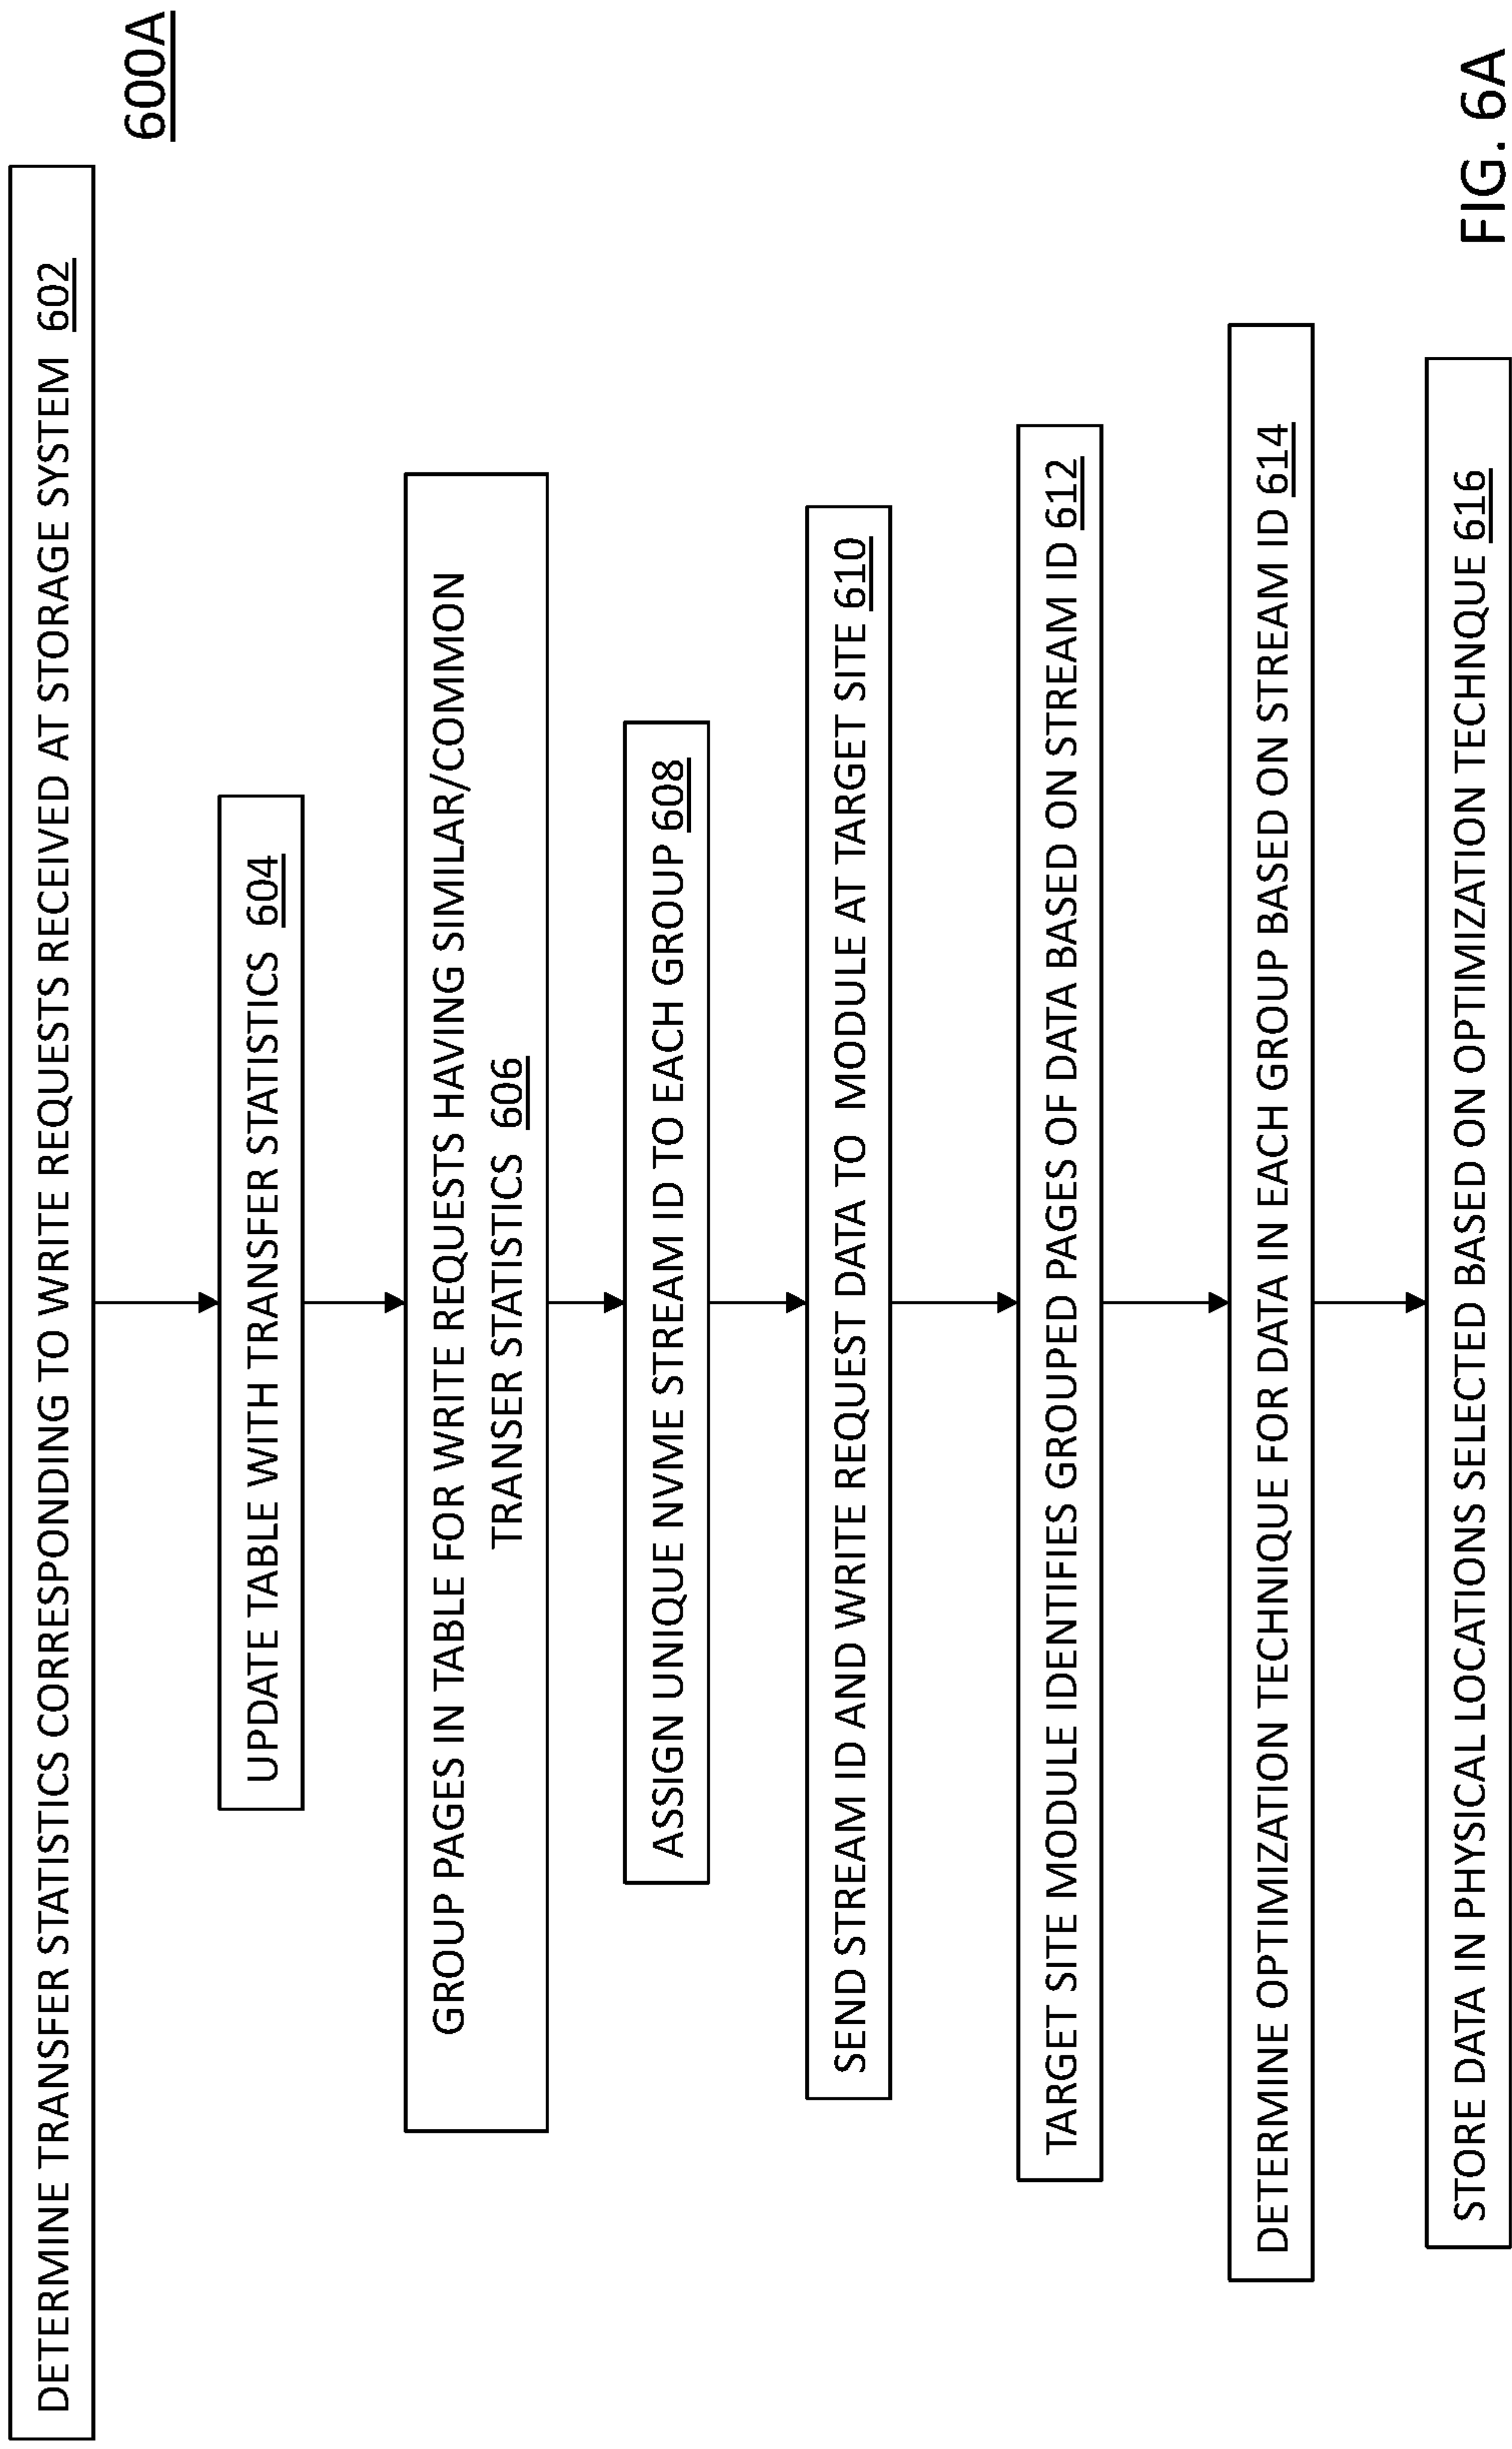 DETERMINE TRANSFER STATISTICS CORRESPONDING TO WRITE REQUESTS RECEIVED AT STORAGE SYSTEM 602
600A
UPDATE TABLE WITH TRANSFER STATISTICS 604
GROUP PAGES IN TABLE FOR WRITE REQUESTS HAVING SIMILAR/COMMON
TRANSER STATISTICS 606
ASSIGN UNIQUE NVME STREAM ID TO EACH GROUP 608
SEND STREAM ID AND WRITE REQUEST DATA TO MODULE AT TARGET SITE 610
TARGET SITE MODULE IDENTIFIES GROUPED PAGES OF DATA BASED ON STREAM ID 612
DETERMINE OPTIMIZATION TECHNIQUE FOR DATA IN EACH GROUP BASED ON STREAM ID 614
STORE DATA IN PHYSICAL LOCATIONS SELECTED BASED ON OPTIMIZATION TECHNQUE 616
FIG. 6A